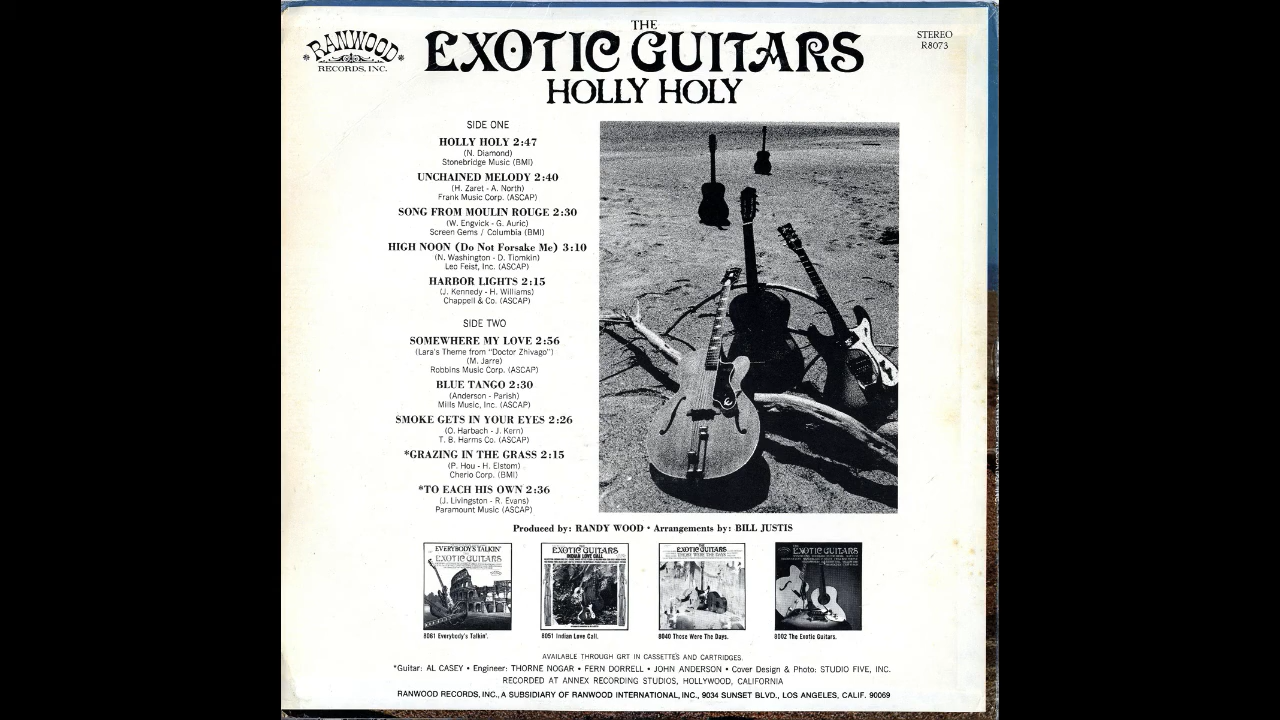 RANWOOD
RECORDS, INC.
THE
EXOTIC GUITARS
HOLLY HOLY
STEREO
R8073
SIDE ONE
HOLLY HOLY 2:47
(N. Diamond)
Stonebridge Music (BMI)
UNCHAINED MELODY 2:40
(H. Zaret - A. North)
Frank Music Corp. (ASCAP)
SONG FROM MOULIN ROUGE 2:30
(W. Engvick - G. Auric)
Screen Gems / Columbia (BMI)
HIGH NOON (Do Not Forsake Me) 3:10
(N. Washington - D. Tiomkin)
Leo Feist, Inc. (ASCAP)
HARBOR LIGHTS 2:15
(J. Kennedy - H. Williams)
Chappell & Co. (ASCAP)
SIDE TWO
SOMEWHERE MY LOVE 2:56
(Lara's Theme from "Doctor Zhivago")
(M. Jarre)
Robbins Music Corp. (ASCAP)
BLUE TANGO 2:30
(Anderson - Parish)
Mills Music, Inc. (ASCAP)
SMOKE GETS IN YOUR EYES 2:26
(O. Harbach - J. Kern)
T. B. Harms Co. (ASCAP)
*GRAZING IN THE GRASS 2:15
(P. Hou - H. Elstom)
Cherio Corp. (BMI)
*TO EACH HIS OWN 2:36
(J. Livingston - R. Evans)
Paramount Music (ASCAP)
Produced by: RANDY WOOD • Arrangements by: BILL JUSTIS
EVERYBODY'S TALKIN'
EXOTIC GUITARS
EXOTIC GUITARS
INDIAN LOVE CALL
EXOTIC GUITARS
THOSE WERE THE DAYS
EXOTIC GUITARS
8061 Everybody's Talkin'.
8051 Indian Love Call.
8040 Those Were The Days.
8002 The Exotic Guitars.
AVAILABLE THROUGH GRT IN CASSETTES AND CARTRIDGES.
*Guitar: AL CASEY • Engineer: THORNE NOGAR • FERN DORRELL • JOHN ANDERSON • Cover Design & Photo: STUDIO FIVE, INC.
RECORDED AT ANNEX RECORDING STUDIOS, HOLLYWOOD, CALIFORNIA
RANWOOD RECORDS, INC., A SUBSIDIARY OF RANWOOD INTERNATIONAL, INC., 9034 SUNSET BLVD., LOS ANGELES, CALIF. 90069